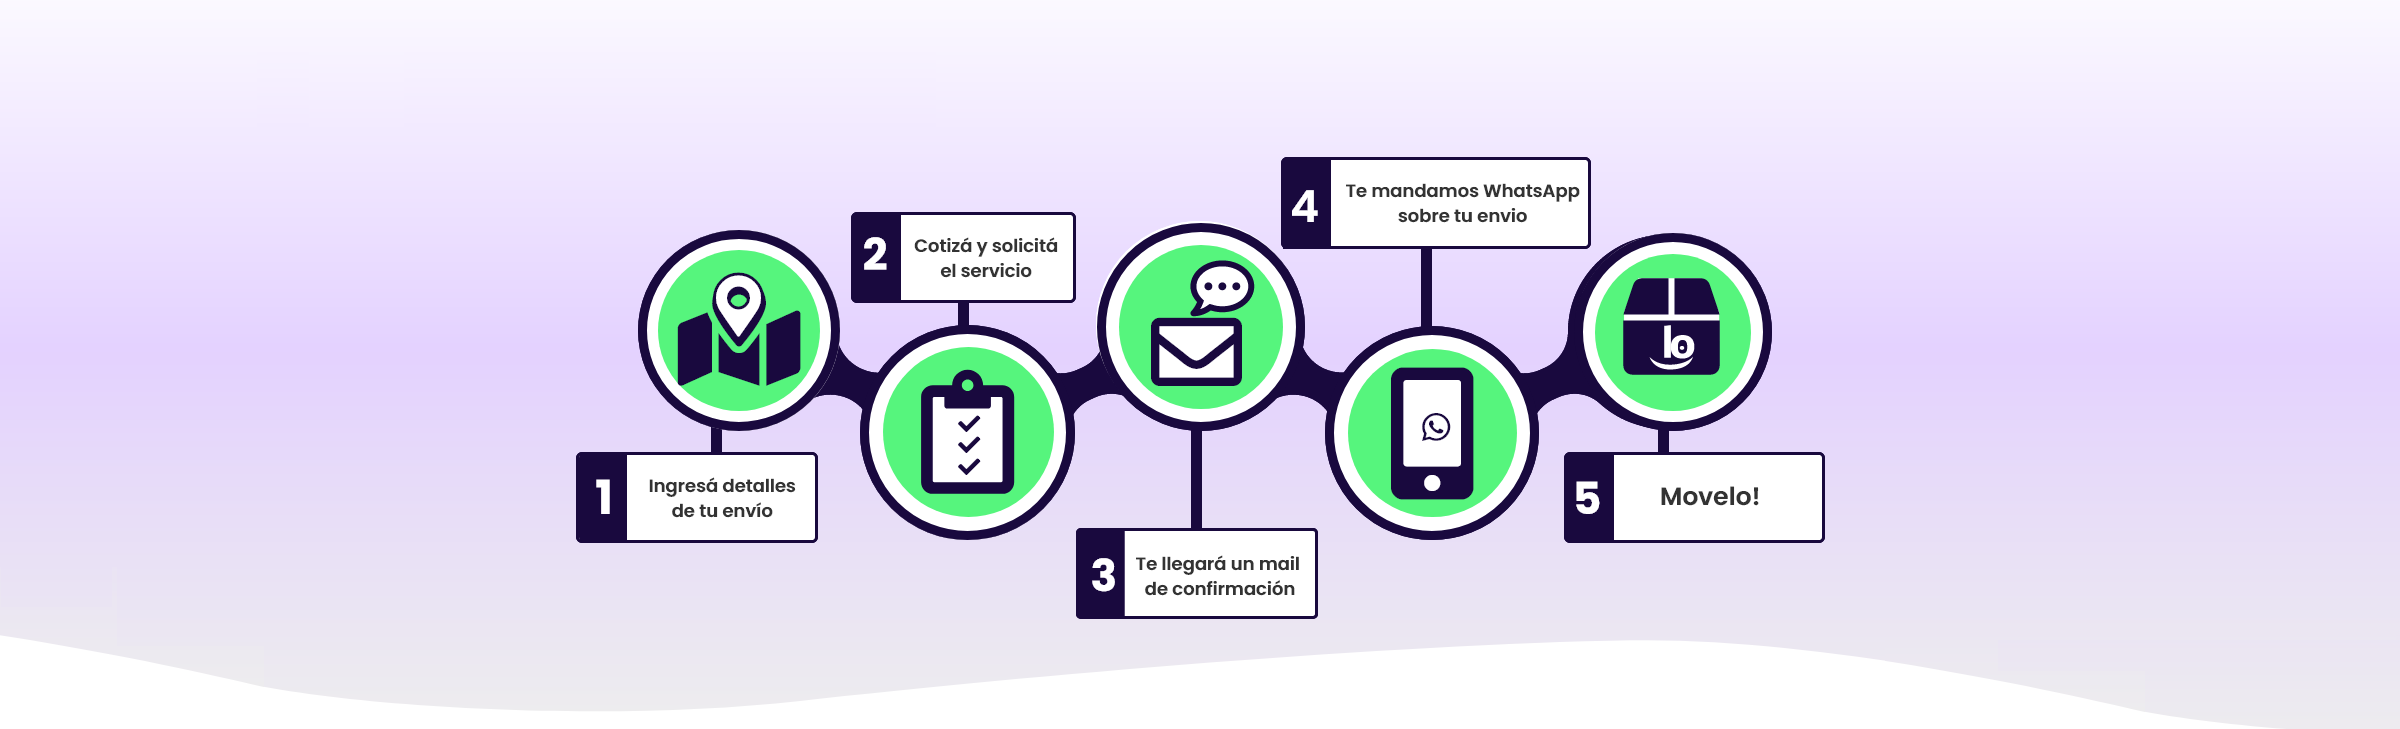 1
Ingresá detalles
de tu envío
2
Cotizá y solicitá
el servicio
3
Te llegará un mail
de confirmación
4
Te mandamos WhatsApp
sobre tu envio
lo
5
Movelo!